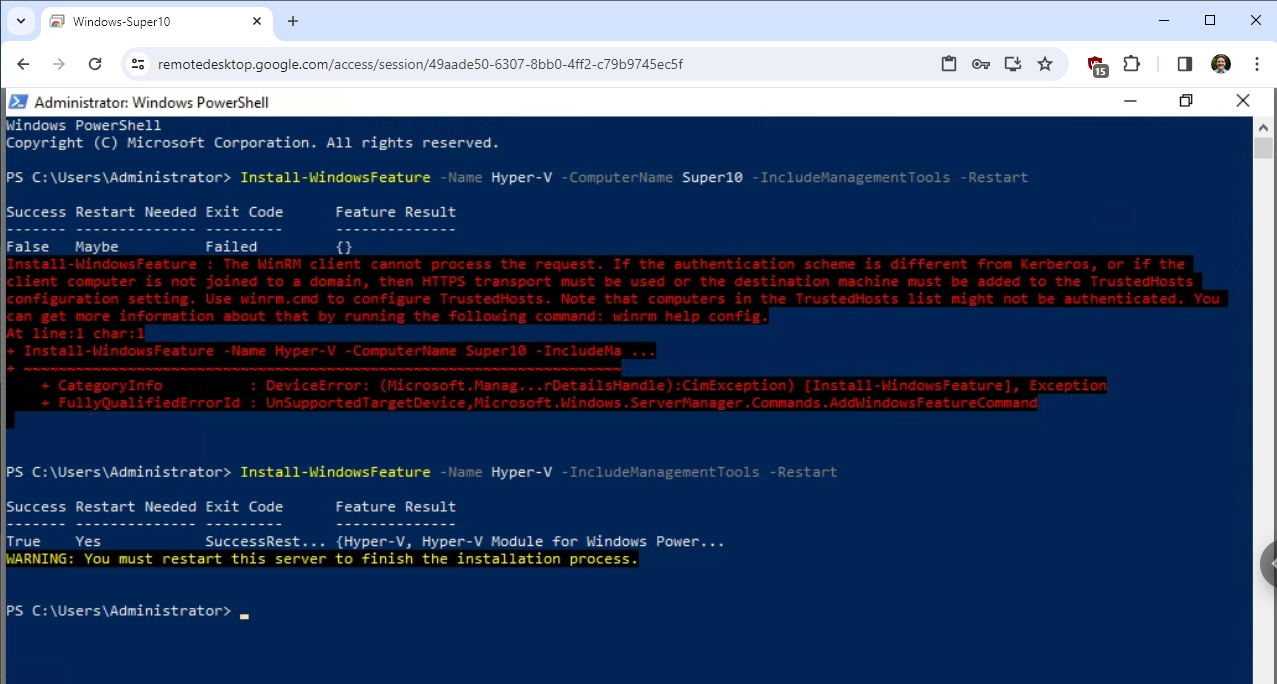 Windows-Super10
remotedesktop.google.com/access/session/49aade50-6307-8bb0-4ff2-c79b9745ec5f
15
Administrator: Windows PowerShell
Windows PowerShell
Copyright (C) Microsoft Corporation. All rights reserved.
PS C:\Users\Administrator> Install-WindowsFeature -Name Hyper-V -ComputerName Super10 -IncludeManagementTools -Restart
Success Restart Needed Exit Code      Feature Result
------- -------------- ---------      --------------
False   Maybe          Failed         {}
Install-WindowsFeature : The WinRM client cannot process the request. If the authentication scheme is different from Kerberos, or if the
client computer is not joined to a domain, then HTTPS transport must be used or the destination machine must be added to the TrustedHosts
configuration setting. Use winrm.cmd to configure TrustedHosts. Note that computers in the TrustedHosts list might not be authenticated. You
can get more information about that by running the following command: winrm help config.
At line:1 char:1
+ Install-WindowsFeature -Name Hyper-V -ComputerName Super10 -IncludeMa ...
+ ~~~~~~~~~~~~~~~~~~~~~~~~~~~~~~~~~~~~~~~~~~~~~~~~~~~~~~~~~~~~~~~~~~~~~
    + CategoryInfo          : DeviceError: (Microsoft.Manag...rDetailsHandle):CimException) [Install-WindowsFeature], Exception
    + FullyQualifiedErrorId : UnSupportedTargetDevice,Microsoft.Windows.ServerManager.Commands.AddWindowsFeatureCommand
PS C:\Users\Administrator> Install-WindowsFeature -Name Hyper-V -IncludeManagementTools -Restart
Success Restart Needed Exit Code      Feature Result
------- -------------- ---------      --------------
True    Yes            SuccessRest... {Hyper-V, Hyper-V Module for Windows Power...
WARNING: You must restart this server to finish the installation process.
PS C:\Users\Administrator> _